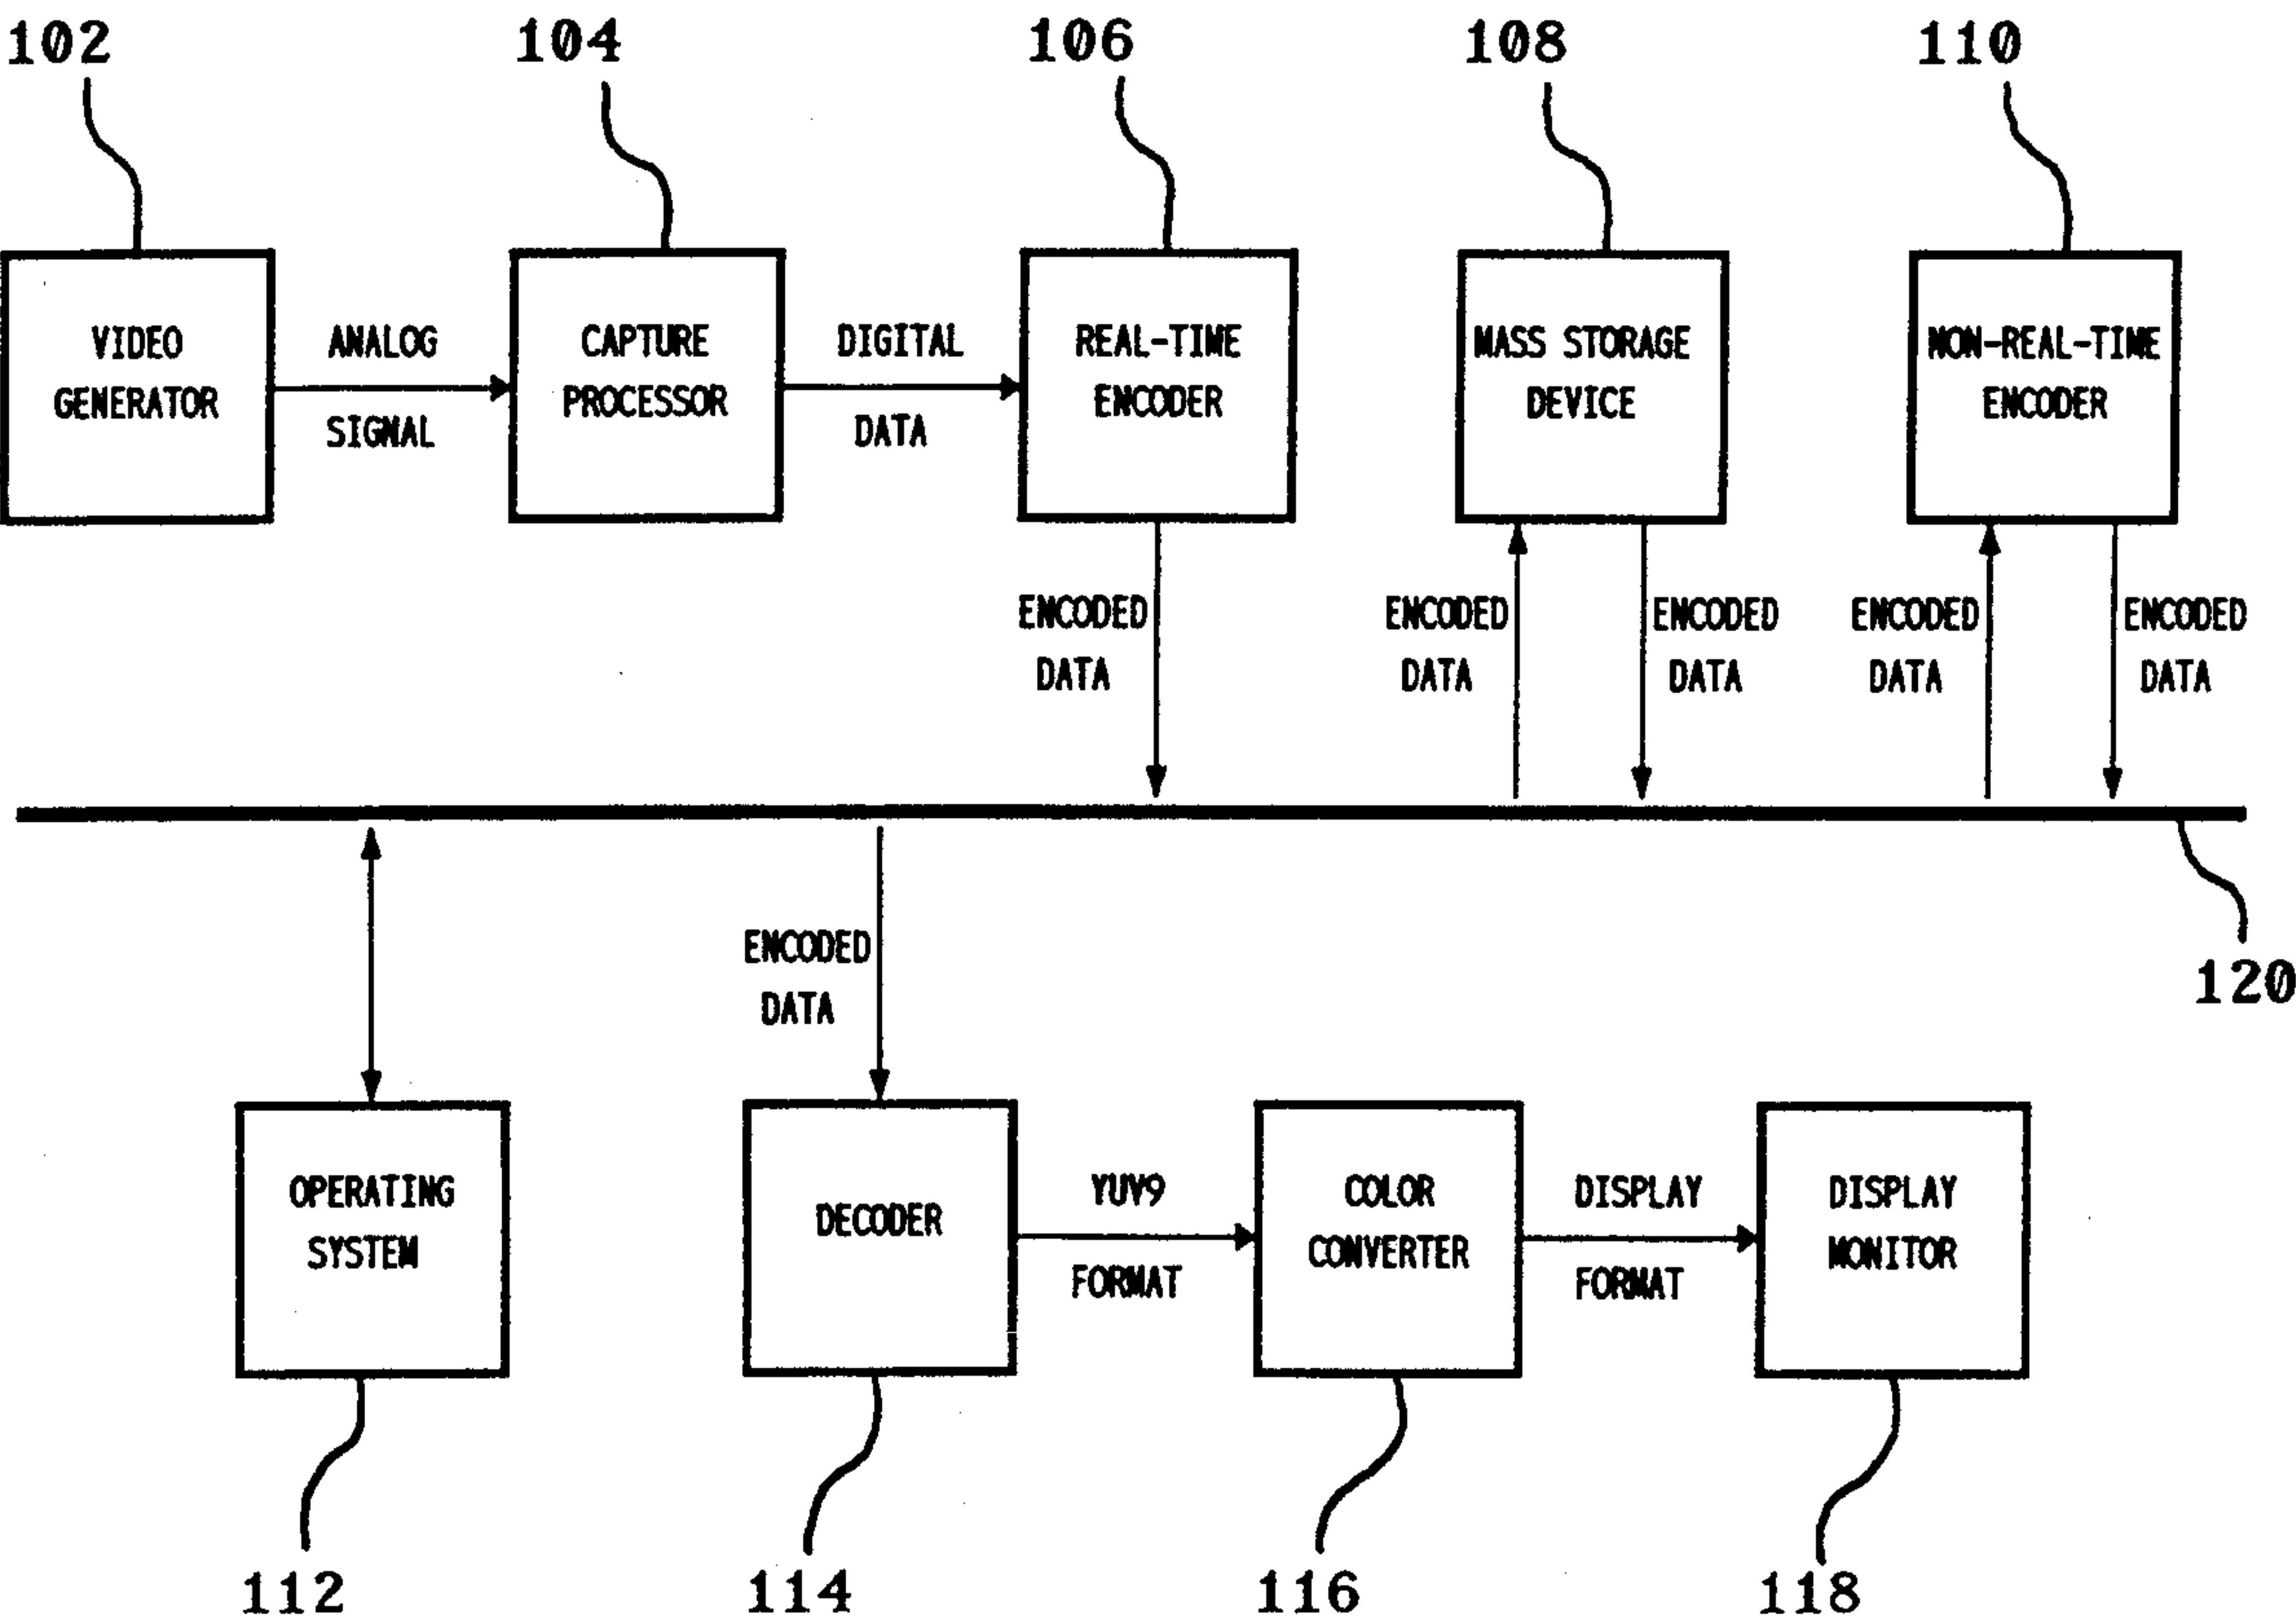 102
104
106
108
110
VIDEO
GENERATOR
ANALOG
SIGNAL
CAPTURE
PROCESSOR
DIGITAL
DATA
REAL-TIME
ENCODER
MASS STORAGE
DEVICE
NON-REAL-TIME
ENCODER
ENCODED
DATA
ENCODED
DATA
ENCODED
DATA
ENCODED
DATA
ENCODED
DATA
120
ENCODED
DATA
OPERATING
SYSTEM
DECODER
YUV9
FORMAT
COLOR
CONVERTER
DISPLAY
FORMAT
DISPLAY
MONITOR
112
114
116
118